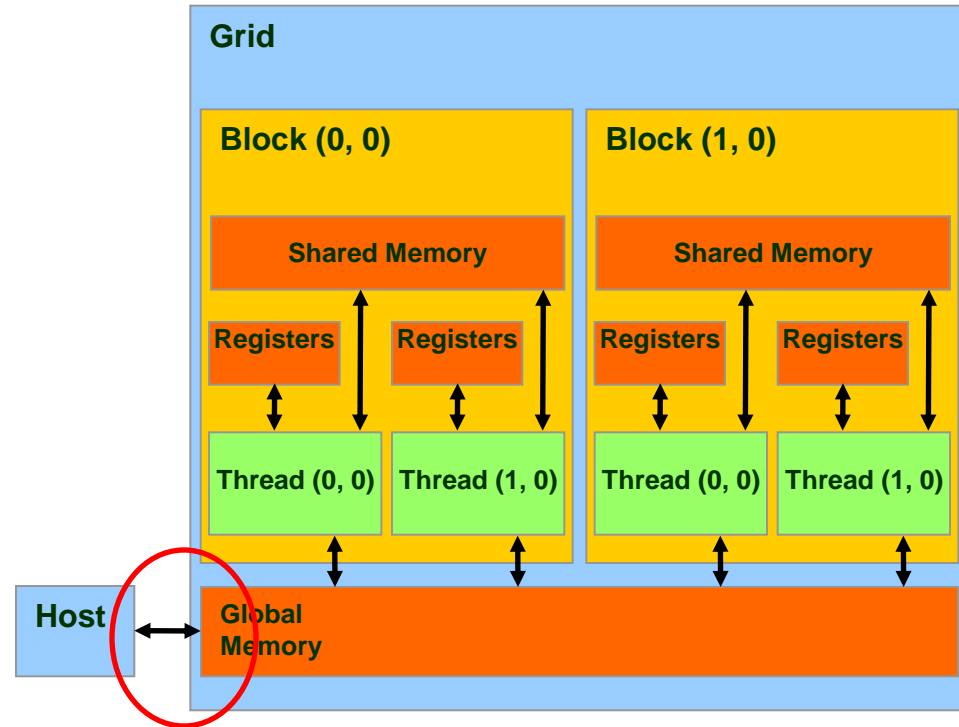 Grid
Block (0, 0)
Block (1, 0)
Shared Memory
Shared Memory
Registers
Registers
Registers
Registers
Thread (0, 0)
Thread (1, 0)
Thread (0, 0)
Thread (1, 0)
Host
Global
Memory